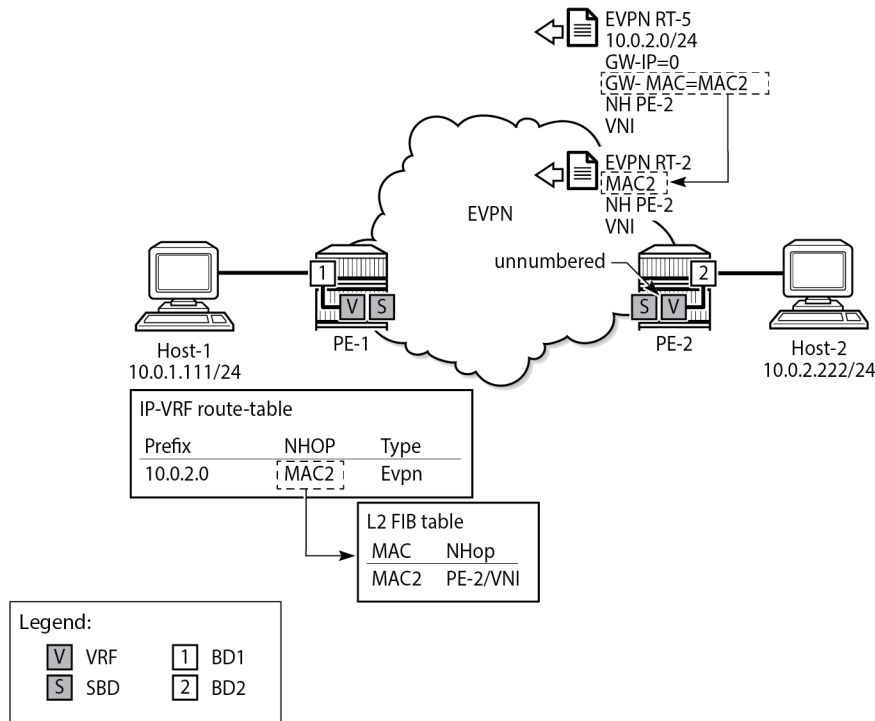 EVPN RT-5
10.0.2.0/24
GW-IP=0
GW- MAC=MAC2
NH PE-2
VNI
EVPN RT-2
MAC2
NH PE-2
VNI
EVPN
unnumbered
1
2
V S
S V
PE-1
PE-2
Host-1
10.0.1.111/24
Host-2
10.0.2.222/24
IP-VRF route-table
Prefix NHOP Type
10.0.2.0 MAC2 Evpn
L2 FIB table
MAC NHop
MAC2 PE-2/VNI
Legend:
V VRF 1 BD1
S SBD 2 BD2